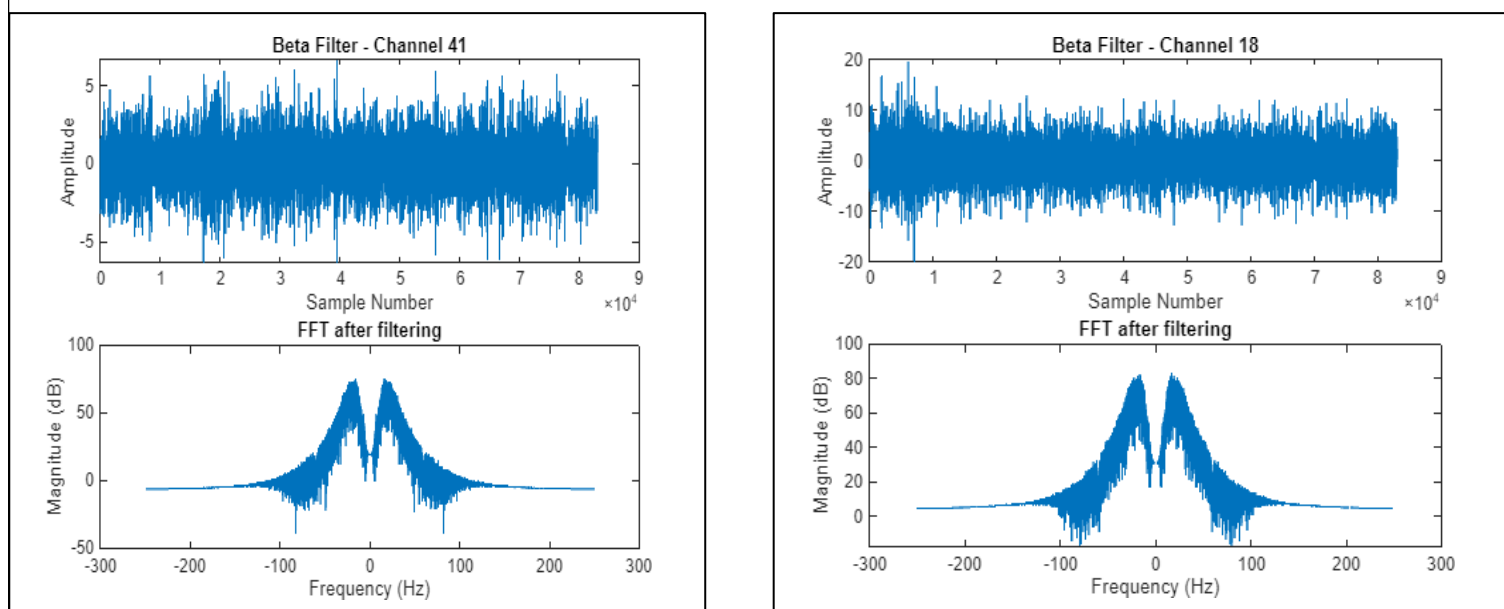 Beta Filter - Channel 41
Amplitude
5
0
-5
0 1 2 3 4 5 6 7 8 9
Sample Number
×10⁴
FFT after filtering
Magnitude (dB)
100
50
0
-50
-300 -200 -100 0 100 200 300
Frequency (Hz)
Beta Filter - Channel 18
Amplitude
20
10
0
-10
-20
0 1 2 3 4 5 6 7 8 9
Sample Number
×10⁴
FFT after filtering
Magnitude (dB)
100
80
60
40
20
0
-300 -200 -100 0 100 200 300
Frequency (Hz)